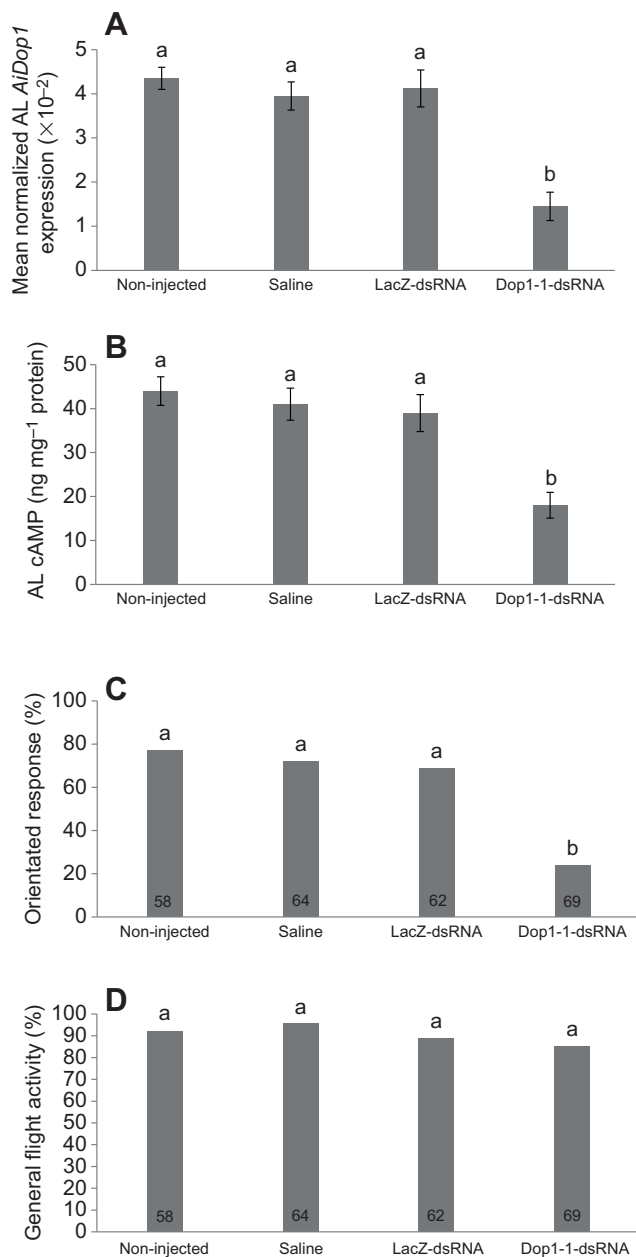 A
Mean normalized AL AiDop1
expression (×10–2)
5
4
3
2
1
0
a
a
a
b
Non-injected
Saline
LacZ-dsRNA
Dop1-1-dsRNA
B
AL cAMP (ng mg–1 protein)
50
40
30
20
10
0
a
a
a
b
Non-injected
Saline
LacZ-dsRNA
Dop1-1-dsRNA
C
Orientated response (%)
100
80
60
40
20
0
a
a
a
b
58
64
62
69
Non-injected
Saline
LacZ-dsRNA
Dop1-1-dsRNA
D
General flight activity (%)
100
90
80
70
60
50
40
30
20
10
0
a
a
a
a
58
64
62
69
Non-injected
Saline
LacZ-dsRNA
Dop1-1-dsRNA